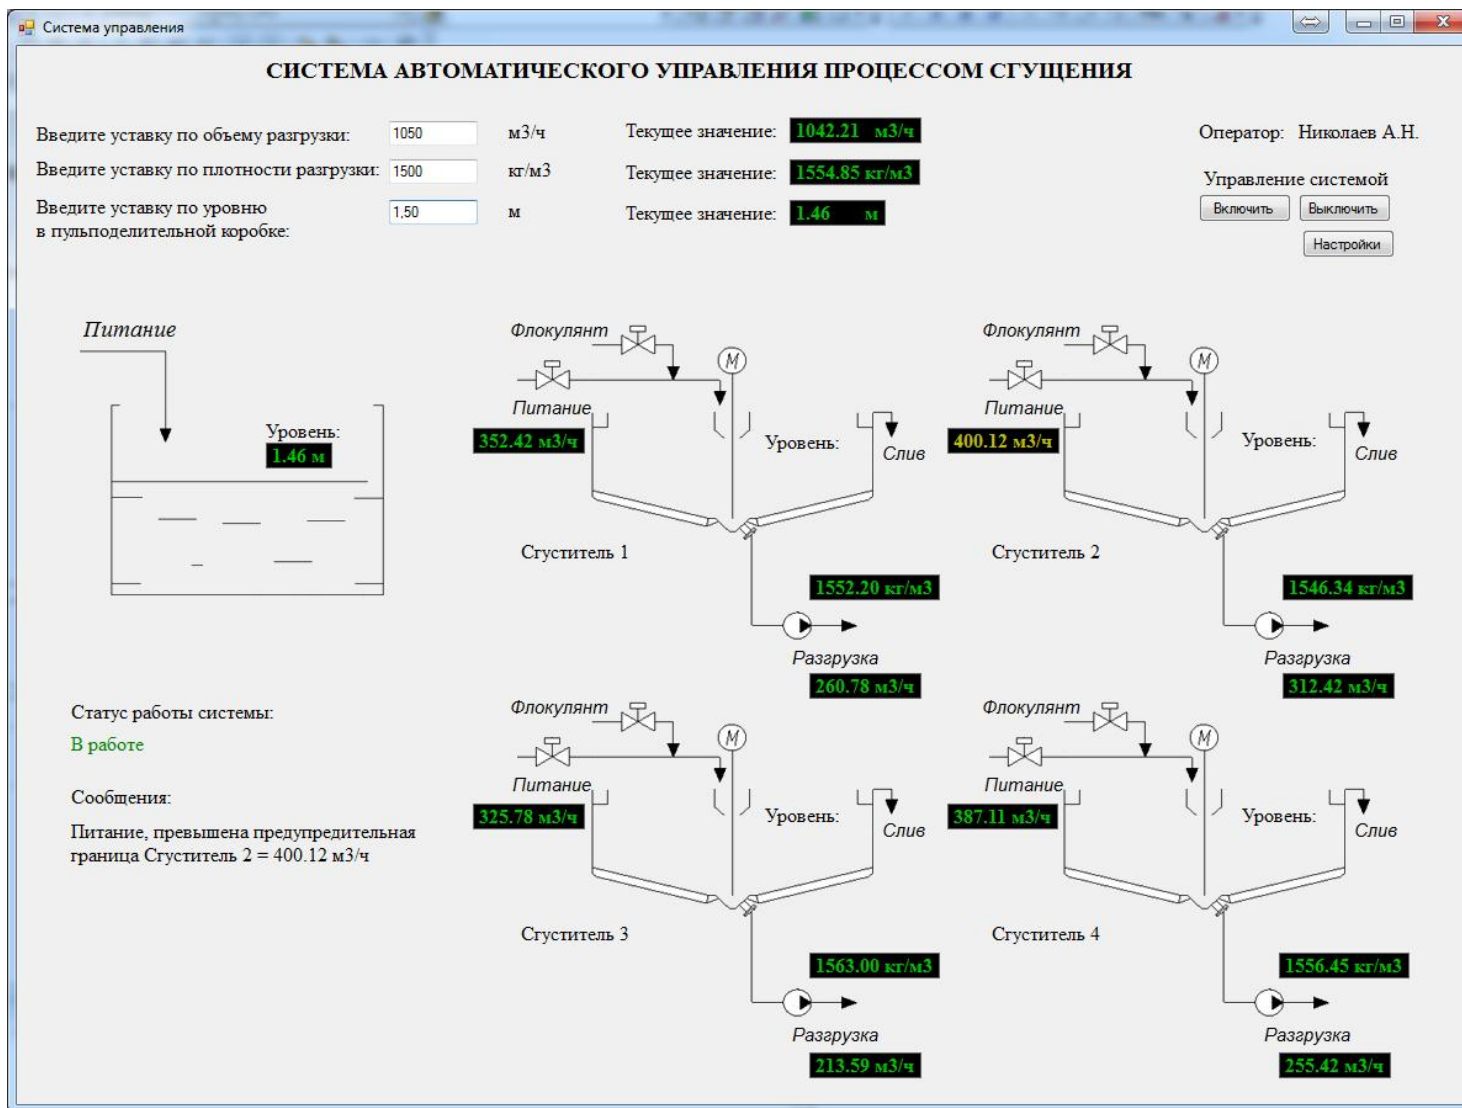 Система управления
СИСТЕМА АВТОМАТИЧЕСКОГО УПРАВЛЕНИЯ ПРОЦЕССОМ СГУЩЕНИЯ
Введите уставку по объему разгрузки: 1050 м3/ч Текущее значение: 1042.21 м3/ч
Оператор: Николаев А.Н.
Введите уставку по плотности разгрузки: 1500 кг/м3 Текущее значение: 1554.85 кг/м3
Управление системой
Введите уставку по уровню
в пульподелительной коробке:
1,50 м Текущее значение: 1.46 м
Включить Выключить
Настройки
Питание
Уровень:
1.46 м
Флокулянт
М
Питание
352.42 м3/ч
Уровень:
Слив
Сгуститель 1
1552.20 кг/м3
Разгрузка
260.78 м3/ч
Флокулянт
М
Питание
400.12 м3/ч
Уровень:
Слив
Сгуститель 2
1546.34 кг/м3
Разгрузка
312.42 м3/ч
Статус работы системы:
В работе
Сообщения:
Питание, превышена предупредительная
граница Сгуститель 2 = 400.12 м3/ч
Флокулянт
М
Питание
325.78 м3/ч
Уровень:
Слив
Сгуститель 3
1563.00 кг/м3
Разгрузка
213.59 м3/ч
Флокулянт
М
Питание
387.11 м3/ч
Уровень:
Слив
Сгуститель 4
1556.45 кг/м3
Разгрузка
255.42 м3/ч